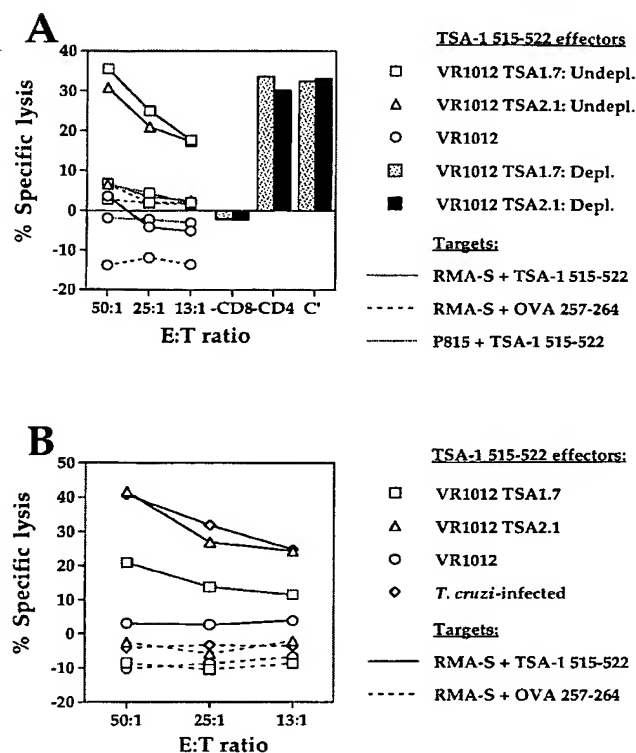 A
40
30
20
10
0
-10
-20
% Specific lysis
50:1 25:1 13:1 -CD8 -CD4 C'
E:T ratio
TSA-1 515-522 effectors
VR1012 TSA1.7: Undepl.
VR1012 TSA2.1: Undepl.
VR1012
VR1012 TSA1.7: Depl.
VR1012 TSA2.1: Depl.
Targets:
RMA-S + TSA-1 515-522
RMA-S + OVA 257-264
P815 + TSA-1 515-522
B
50
40
30
20
10
0
-10
-20
% Specific lysis
50:1 25:1 13:1
E:T ratio
TSA-1 515-522 effectors:
VR1012 TSA1.7
VR1012 TSA2.1
VR1012
T. cruzi-infected
Targets:
RMA-S + TSA-1 515-522
RMA-S + OVA 257-264